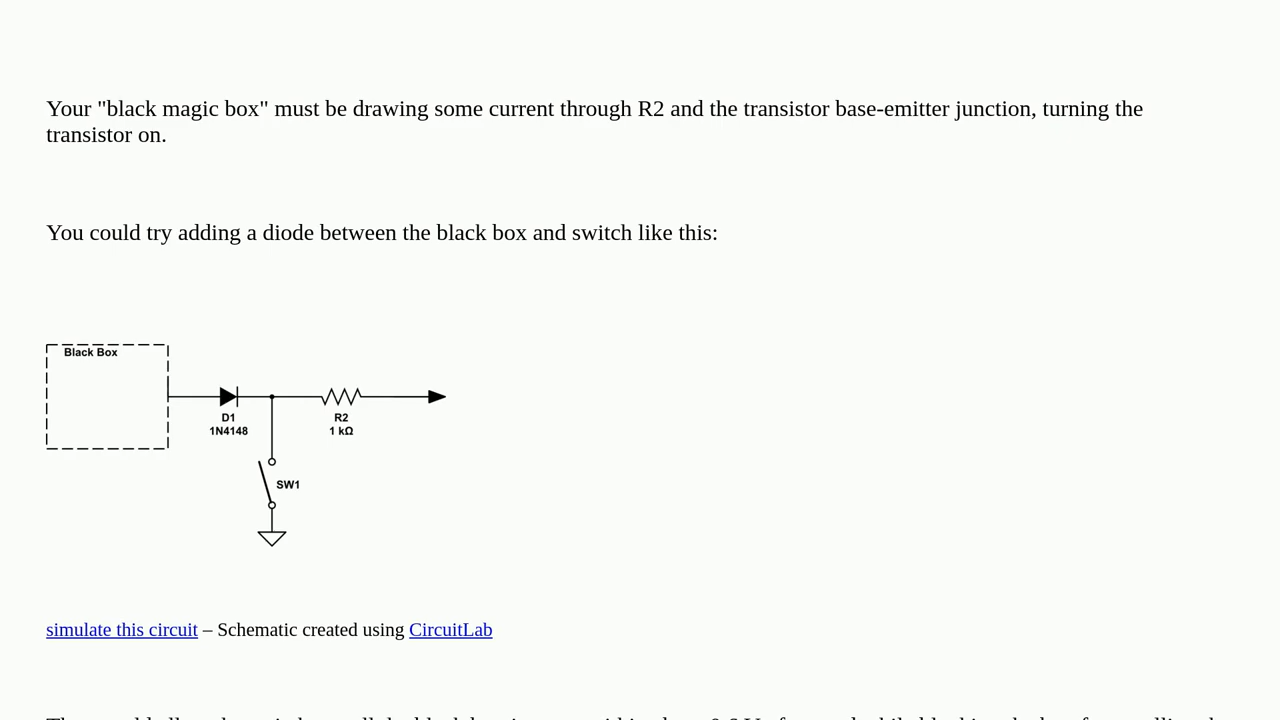 Your "black magic box" must be drawing some current through R2 and the transistor base-emitter junction, turning the
transistor on.
You could try adding a diode between the black box and switch like this:
Black Box
D1
1N4148
R2
1 kΩ
SW1
simulate this circuit – Schematic created using CircuitLab